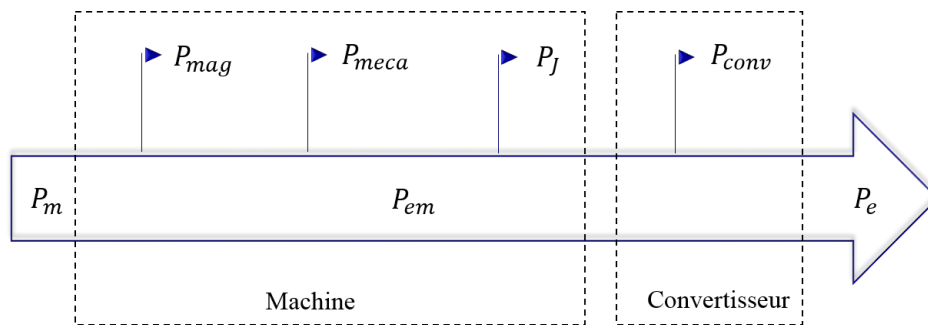 P_mag P_meca P_J P_conv
P_m P_em P_e
Machine Convertisseur